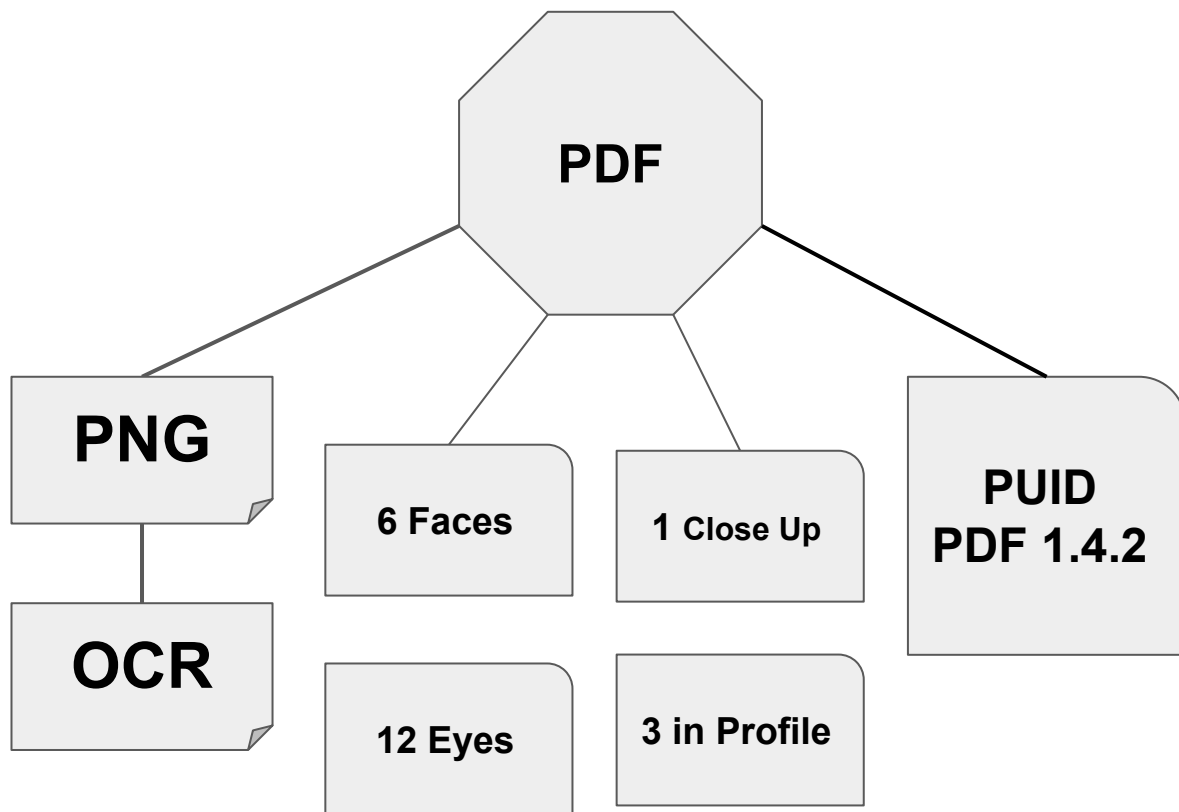 PDF
PNG
6 Faces
1 Close Up
PUID
PDF 1.4.2
OCR
12 Eyes
3 in Profile